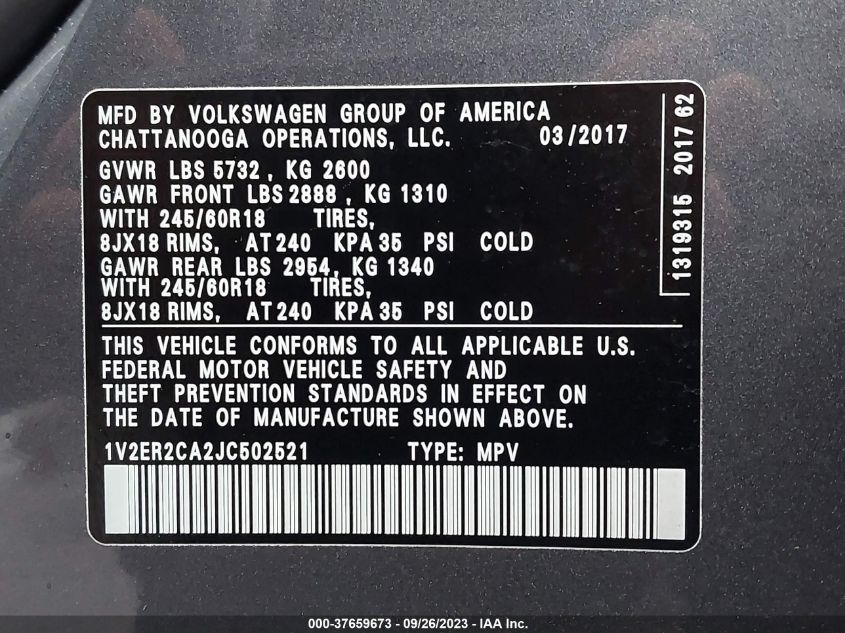 MFD BY VOLKSWAGEN GROUP OF AMERICA
CHATTANOOGA OPERATIONS, LLC. 03/2017
GVWR LBS 5732, KG 2600
GAWR FRONT LBS 2888, KG 1310
WITH 245/60R18 TIRES,
8JX18 RIMS, AT 240 KPA 35 PSI COLD
GAWR REAR LBS 2954, KG 1340
WITH 245/60R18 TIRES,
8JX18 RIMS, AT 240 KPA 35 PSI COLD
1319315 2017 62
THIS VEHICLE CONFORMS TO ALL APPLICABLE U.S.
FEDERAL MOTOR VEHICLE SAFETY AND
THEFT PREVENTION STANDARDS IN EFFECT ON
THE DATE OF MANUFACTURE SHOWN ABOVE.
1V2ER2CA2JC502521 TYPE: MPV
000-37659673 - 09/26/2023 - IAA Inc.